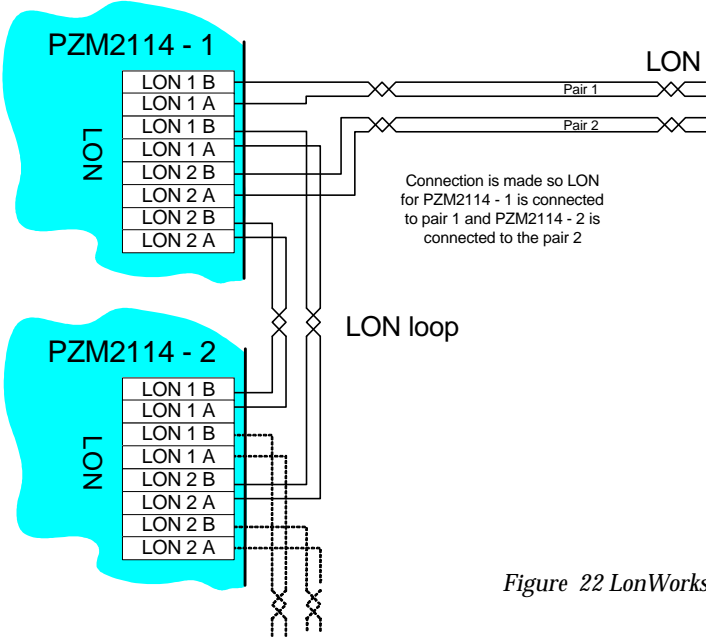 PZM2114 - 1
LON
LON 1 B
LON 1 A
LON 1 B
LON 1 A
LON 2 B
LON 2 A
LON 2 B
LON 2 A
LON
Pair 1
Pair 2
Connection is made so LON
for PZM2114 - 1 is connected
to pair 1 and PZM2114 - 2 is
connected to the pair 2
LON loop
PZM2114 - 2
LON
LON 1 B
LON 1 A
LON 1 B
LON 1 A
LON 2 B
LON 2 A
LON 2 B
LON 2 A
Figure 22 LonWorks